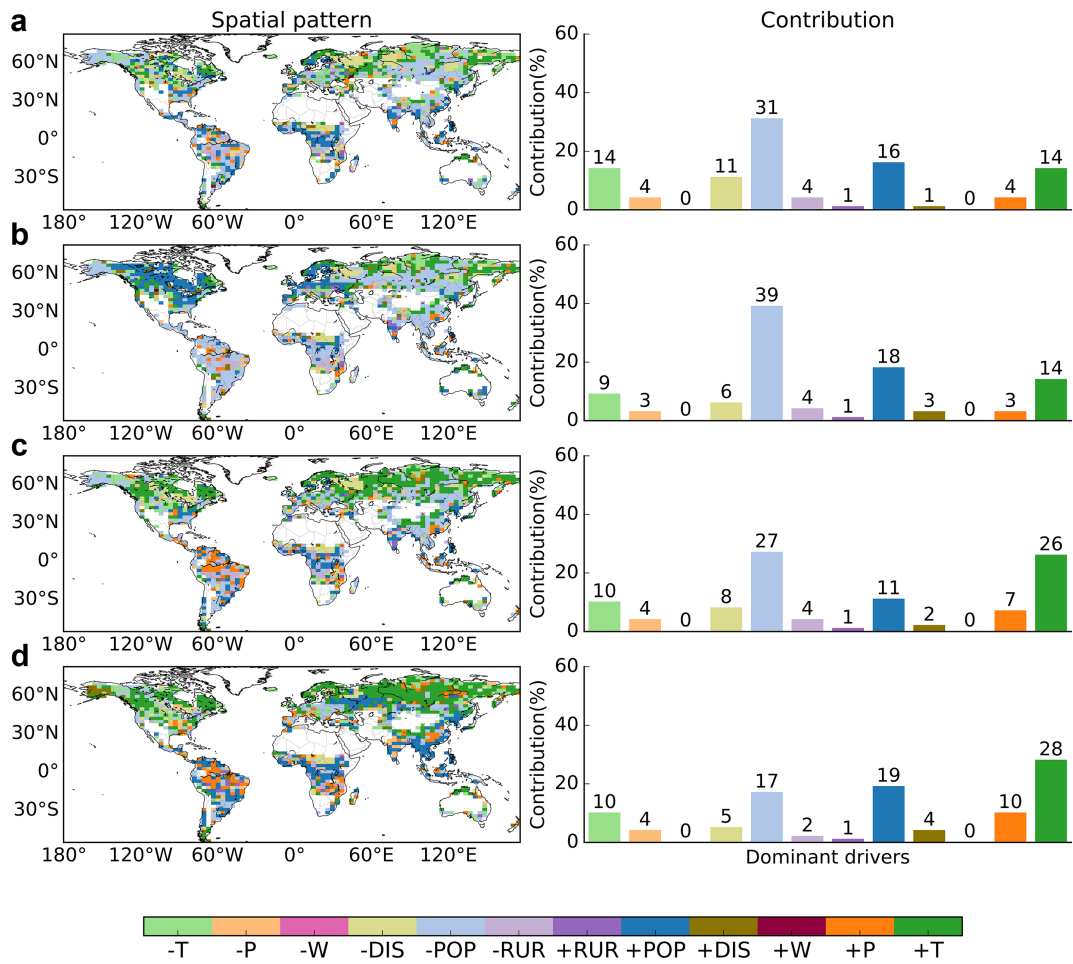 a Spatial pattern Contribution
60°N
30°N
0°
30°S
180° 120°W 60°W 0° 60°E 120°E
Contribution(%)
60
40
20
0
14 4 0 11 31 4 1 16 1 0 4 14
b
60°N
30°N
0°
30°S
180° 120°W 60°W 0° 60°E 120°E
Contribution(%)
60
40
20
0
9 3 0 6 39 4 1 18 3 0 3 14
c
60°N
30°N
0°
30°S
180° 120°W 60°W 0° 60°E 120°E
Contribution(%)
60
40
20
0
10 4 0 8 27 4 1 11 2 0 7 26
d
60°N
30°N
0°
30°S
180° 120°W 60°W 0° 60°E 120°E
Contribution(%)
60
40
20
0
10 4 0 5 17 2 1 19 4 0 10 28
Dominant drivers
-T -P -W -DIS -POP -RUR +RUR +POP +DIS +W +P +T